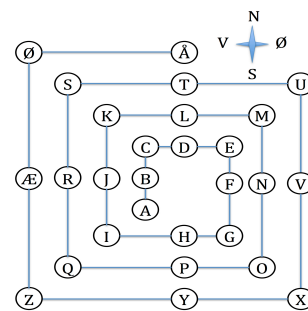 N
V Ø
S
Ø Å
S T U
K L M
C D E
Æ R J B F N V
A
I H G
Q P O
Z Y X